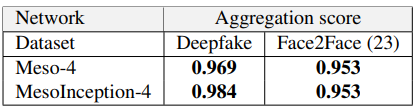 Network Aggregation score
Dataset Deepfake Face2Face (23)
Meso-4 0.969 0.953
MesoInception-4 0.984 0.953